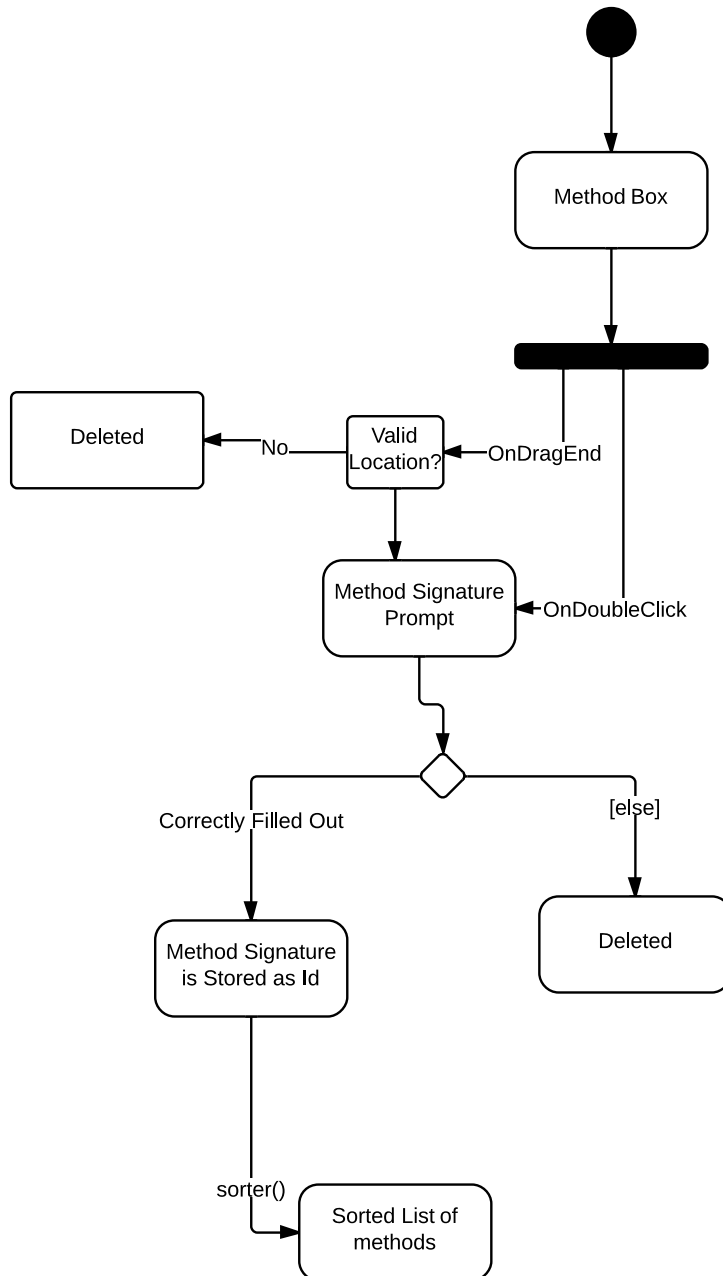 Method Box
Deleted
Valid
Location?
No
OnDragEnd
Method Signature
Prompt
OnDoubleClick
[else]
Correctly Filled Out
Deleted
Method Signature
is Stored as Id
sorter()
Sorted List of
methods